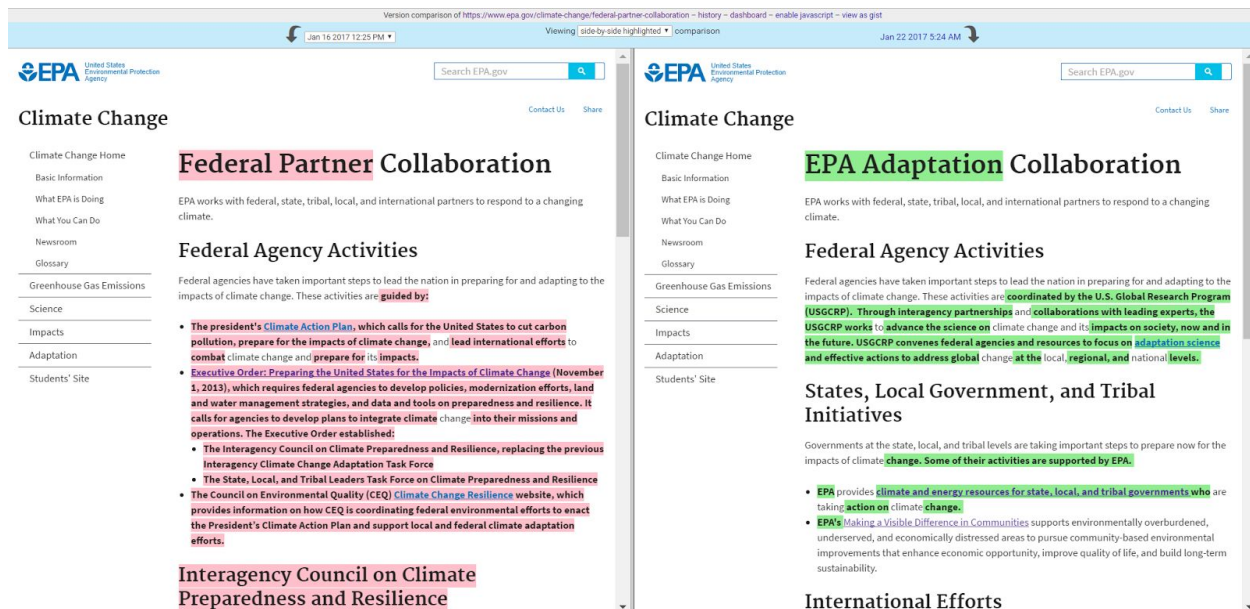 Version comparison of https://www.epa.gov/climate-change/federal-partner-collaboration – history – dashboard – enable javascript – view as gist
Jan 16 2017 12:25 PM
Viewing side-by-side highlighted comparison
Jan 22 2017 5:24 AM
EPA United States
Environmental Protection
Agency
Search EPA.gov
Contact Us Share
Climate Change
Climate Change Home
Basic Information
What EPA is Doing
What You Can Do
Newsroom
Glossary
Greenhouse Gas Emissions
Science
Impacts
Adaptation
Students' Site
Federal Partner Collaboration
EPA works with federal, state, tribal, local, and international partners to respond to a changing
climate.
Federal Agency Activities
Federal agencies have taken important steps to lead the nation in preparing for and adapting to the
impacts of climate change. These activities are guided by:
• The president's Climate Action Plan, which calls for the United States to cut carbon
pollution, prepare for the impacts of climate change, and lead international efforts to
combat climate change and prepare for its impacts.
• Executive Order: Preparing the United States for the Impacts of Climate Change (November
1, 2013), which requires federal agencies to develop policies, modernization efforts, land
and water management strategies, and data and tools on preparedness and resilience. It
calls for agencies to develop plans to integrate climate change into their missions and
operations. The Executive Order established:
• The Interagency Council on Climate Preparedness and Resilience, replacing the previous
Interagency Climate Change Adaptation Task Force
• The State, Local, and Tribal Leaders Task Force on Climate Preparedness and Resilience
• The Council on Environmental Quality (CEQ) Climate Change Resilience website, which
provides information on how CEQ is coordinating federal environmental efforts to enact
the President's Climate Action Plan and support local and federal climate adaptation
efforts.
Interagency Council on Climate
Preparedness and Resilience
EPA United States
Environmental Protection
Agency
Search EPA.gov
Contact Us Share
Climate Change
Climate Change Home
Basic Information
What EPA is Doing
What You Can Do
Newsroom
Glossary
Greenhouse Gas Emissions
Science
Impacts
Adaptation
Students' Site
EPA Adaptation Collaboration
EPA works with federal, state, tribal, local, and international partners to respond to a changing
climate.
Federal Agency Activities
Federal agencies have taken important steps to lead the nation in preparing for and adapting to the
impacts of climate change. These activities are coordinated by the U.S. Global Research Program
(USGCRP). Through interagency partnerships and collaborations with leading experts, the
USGCRP works to advance the science on climate change and its impacts on society, now and in
the future. USGCRP convenes federal agencies and resources to focus on adaptation science
and effective actions to address global change at the local, regional, and national levels.
States, Local Government, and Tribal
Initiatives
Governments at the state, local, and tribal levels are taking important steps to prepare now for the
impacts of climate change. Some of their activities are supported by EPA.
• EPA provides climate and energy resources for state, local, and tribal governments who are
taking action on climate change.
• EPA's Making a Visible Difference in Communities supports environmentally overburdened,
underserved, and economically distressed areas to pursue community-based environmental
improvements that enhance economic opportunity, improve quality of life, and build long-term
sustainability.
International Efforts